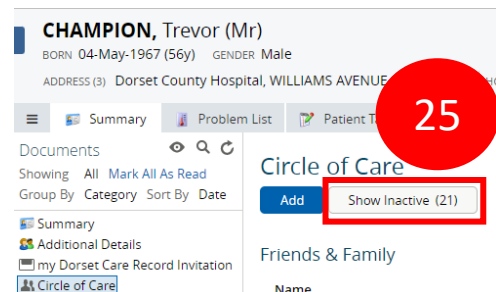 CHAMPION, Trevor (Mr)
BORN 04-May-1967 (56y) GENDER Male
ADDRESS (3) Dorset County Hospital, WILLIAMS AVENUE
Summary Problem List Patient
25
Documents
Showing All Mark All As Read
Group By Category Sort By Date
Summary
Additional Details
my Dorset Care Record Invitation
Circle of Care
Circle of Care
Add Show Inactive (21)
Friends & Family
Name